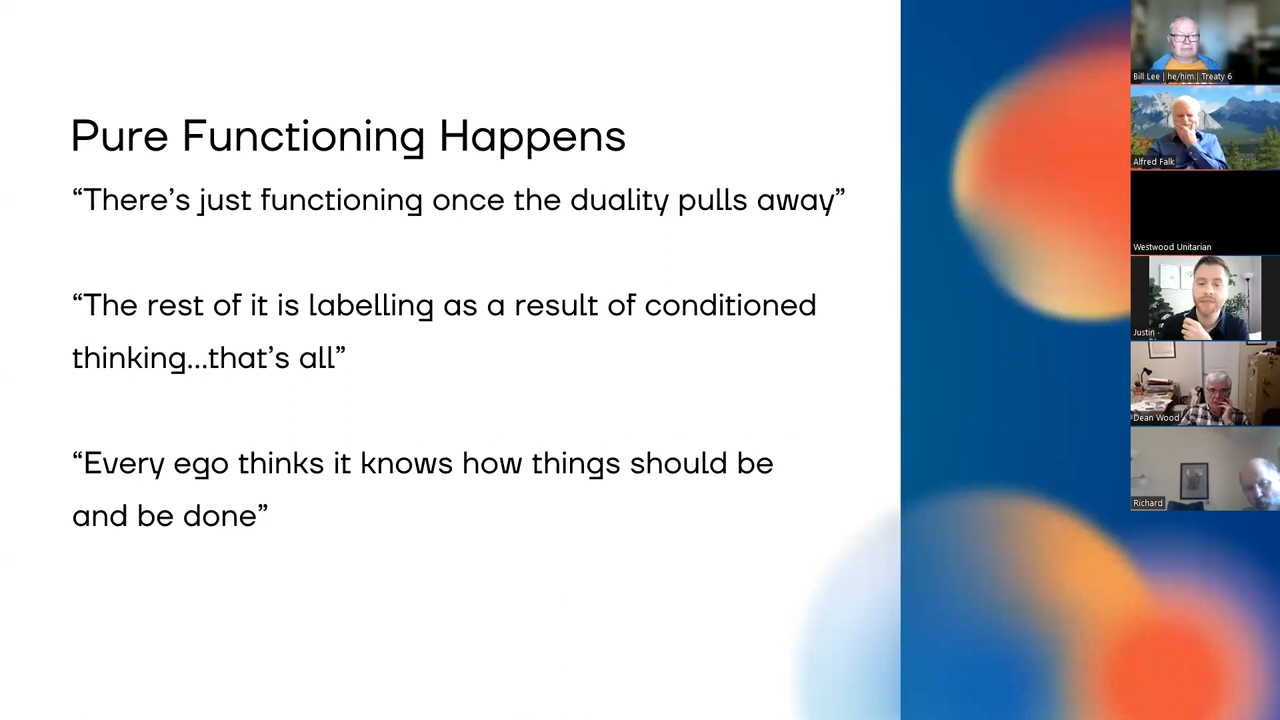 Pure Functioning Happens
“There’s just functioning once the duality pulls away”
“The rest of it is labelling as a result of conditioned
thinking...that’s all”
“Every ego thinks it knows how things should be
and be done”
Bill Lee | he/him | Treaty 6
Alfred Falk
Westwood Unitarian
Justin
Dean Wood
Richard